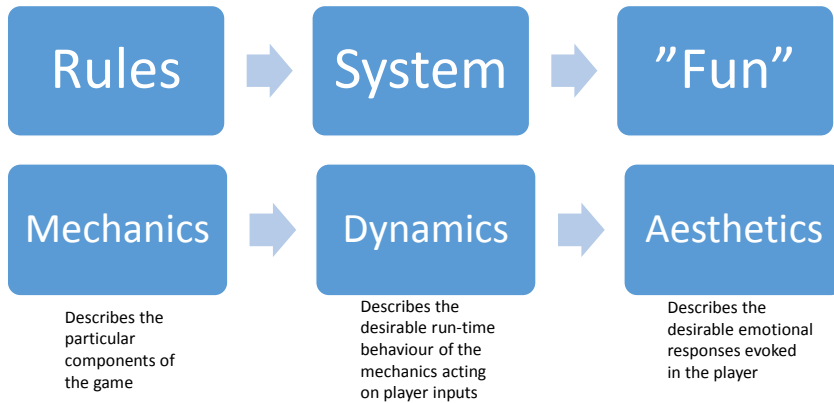 Rules
System
”Fun”
Mechanics
Dynamics
Aesthetics
Describes the
particular
components of
the game
Describes the
desirable run-time
behaviour of the
mechanics acting
on player inputs
Describes the
desirable emotional
responses evoked
in the player